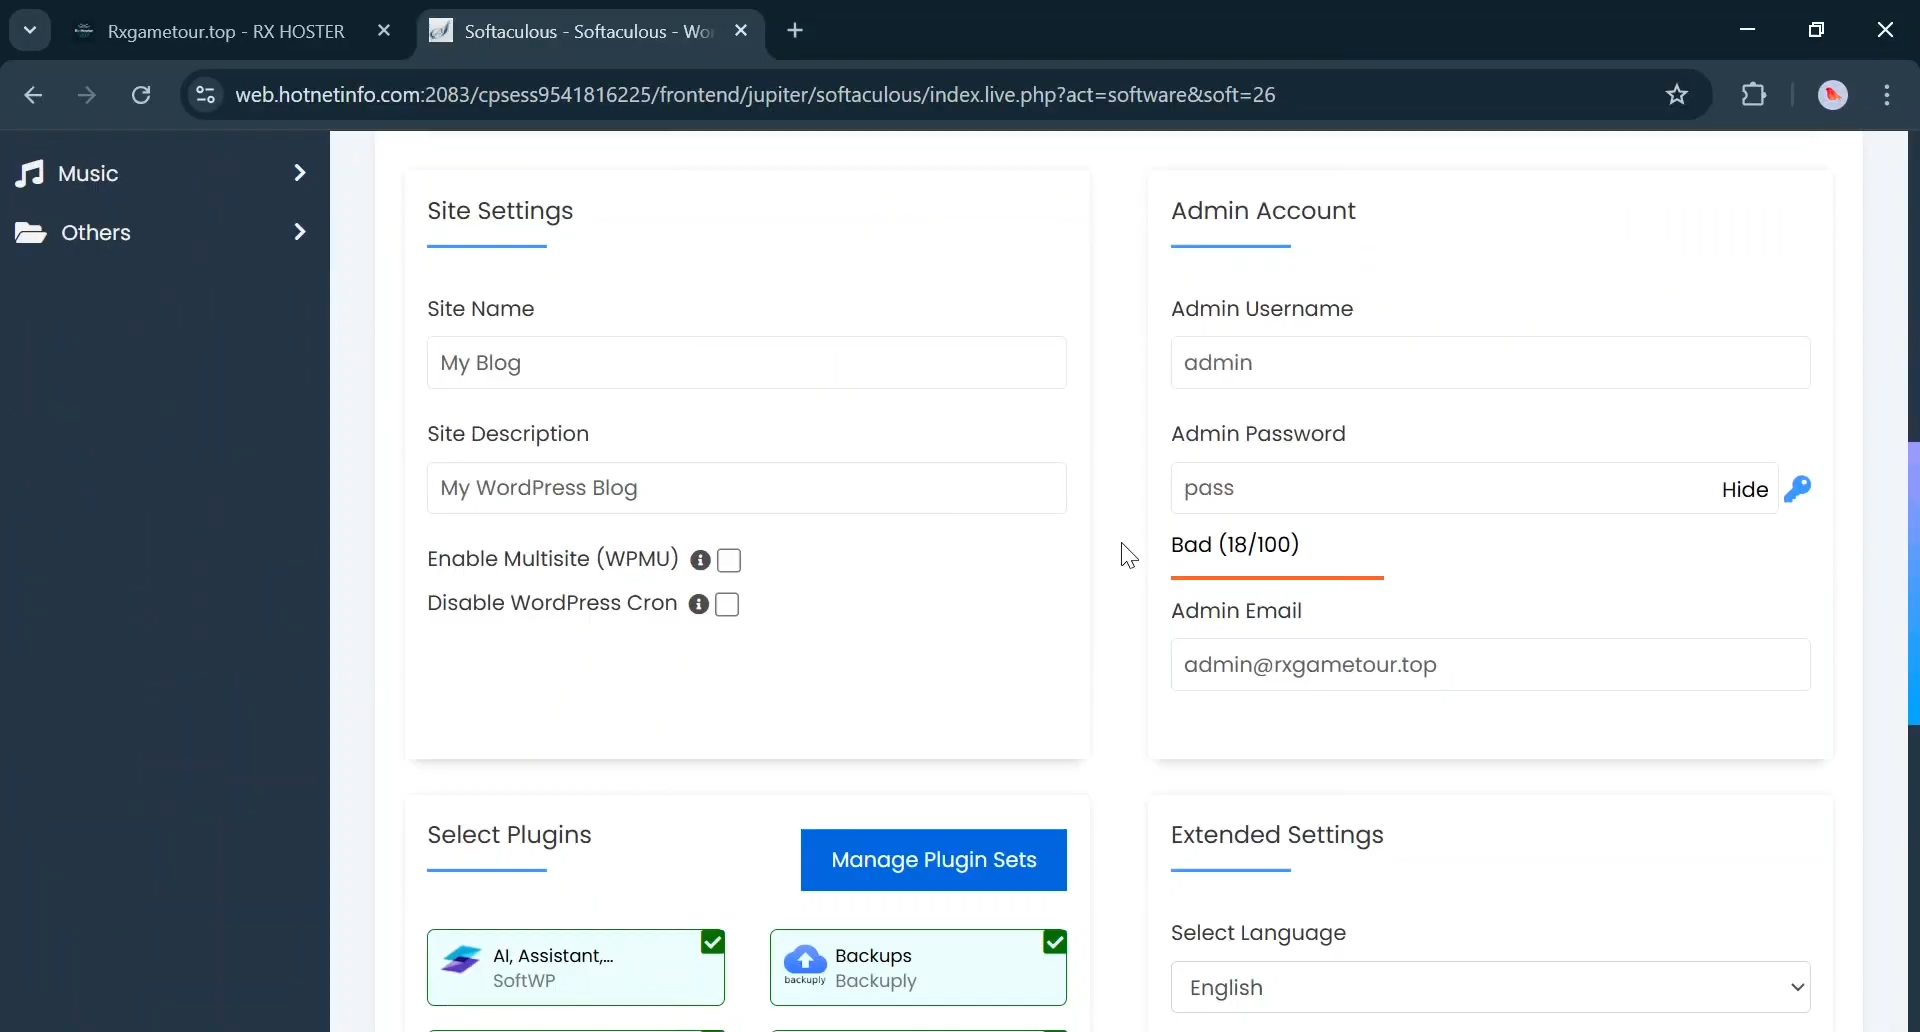 Rxgametour.top - RX HOSTER
Softaculous - Softaculous - Wo
web.hotnetinfo.com:2083/cpsess9541816225/frontend/jupiter/softaculous/index.live.php?act=software&soft=26
Music
Others
Site Settings
Site Name
My Blog
Site Description
My WordPress Blog
Enable Multisite (WPMU)
Disable WordPress Cron
Admin Account
Admin Username
admin
Admin Password
pass
Hide
Bad (18/100)
Admin Email
admin@rxgametour.top
Select Plugins
Manage Plugin Sets
AI, Assistant,...
SoftWP
Backups
backuply
Backuply
Extended Settings
Select Language
English